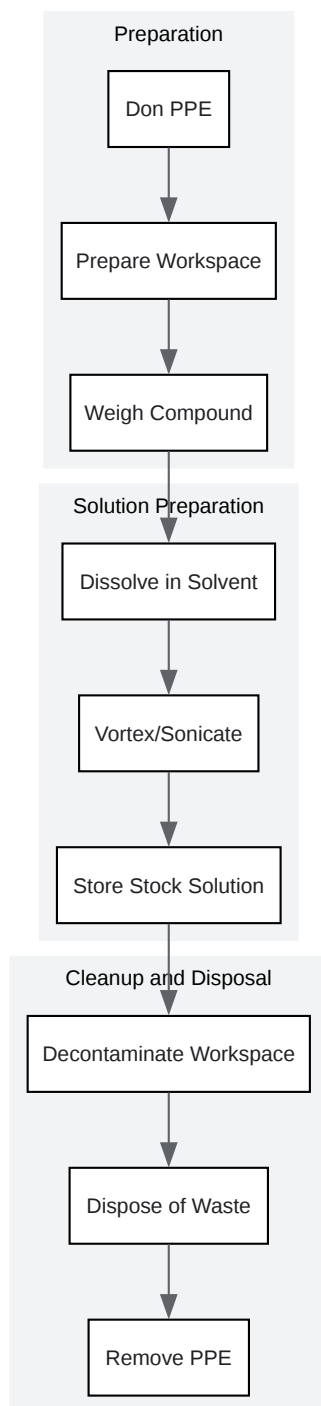 Preparation
Don PPE
Prepare Workspace
Weigh Compound
Solution Preparation
Dissolve in Solvent
Vortex/Sonicate
Store Stock Solution
Cleanup and Disposal
Decontaminate Workspace
Dispose of Waste
Remove PPE